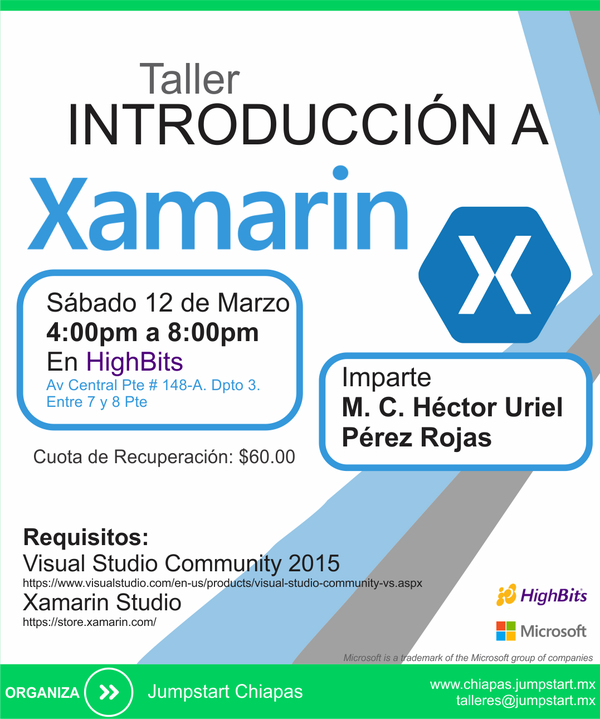 Taller
INTRODUCCIÓN A
Xamarin
X
Sábado 12 de Marzo
4:00pm a 8:00pm
En HighBits
Av Central Pte # 148-A. Dpto 3.
Entre 7 y 8 Pte
Imparte
M. C. Héctor Uriel
Pérez Rojas
Cuota de Recuperación: $60.00
Requisitos:
Visual Studio Community 2015
https://www.visualstudio.com/en-us/products/visual-studio-community-vs.aspx
Xamarin Studio
https://store.xamarin.com/
HighBits
Microsoft
Microsoft is a trademark of the Microsoft group of companies
ORGANIZA
Jumpstart Chiapas
www.chiapas.jumpstart.mx
talleres@jumpstart.mx